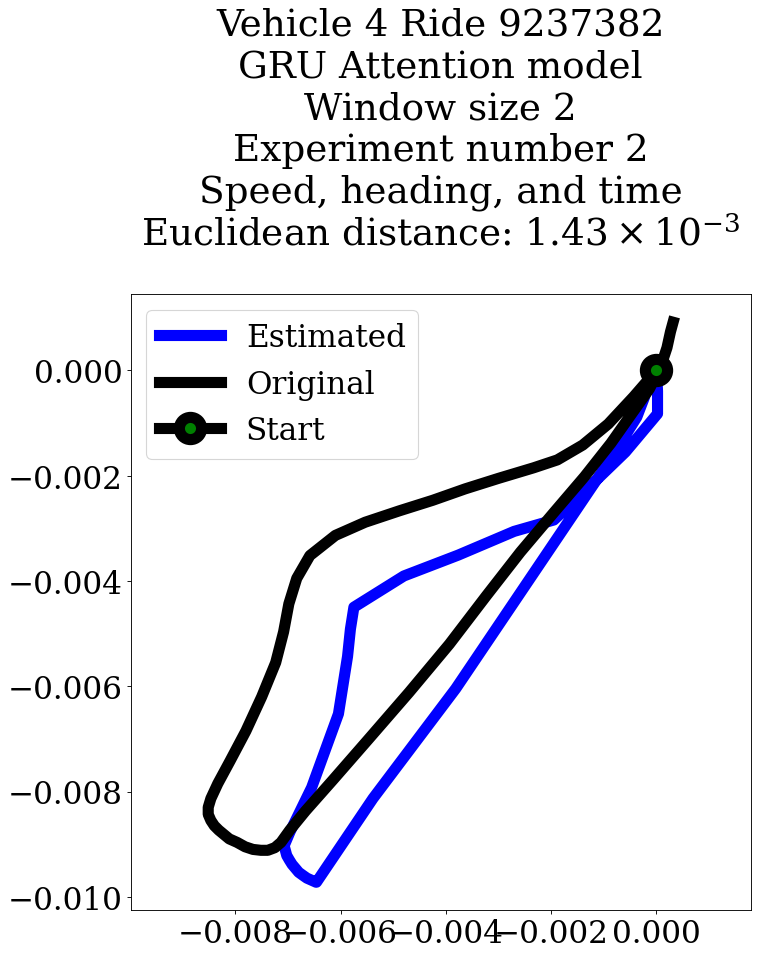 Vehicle 4 Ride 9237382
GRU Attention model
Window size 2
Experiment number 2
Speed, heading, and time
Euclidean distance: 1.43 × 10⁻³
Estimated
Original
Start
0.000
−0.002
−0.004
−0.006
−0.008
−0.010
−0.008 −0.006 −0.004 −0.002 0.000